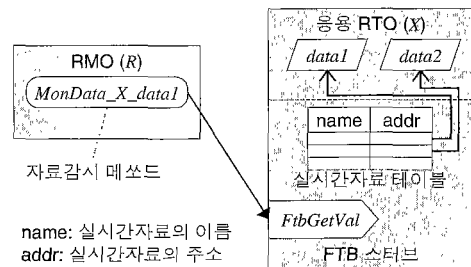 응용 RTO (X)
data1 data2
RMO (R)
MonData_X_data1
name addr
자료감시 메쏘드
실시간자료 테이블
FtbGetVal
name: 실시간자료의 이름
addr: 실시간자료의 주소
FTB 스터브